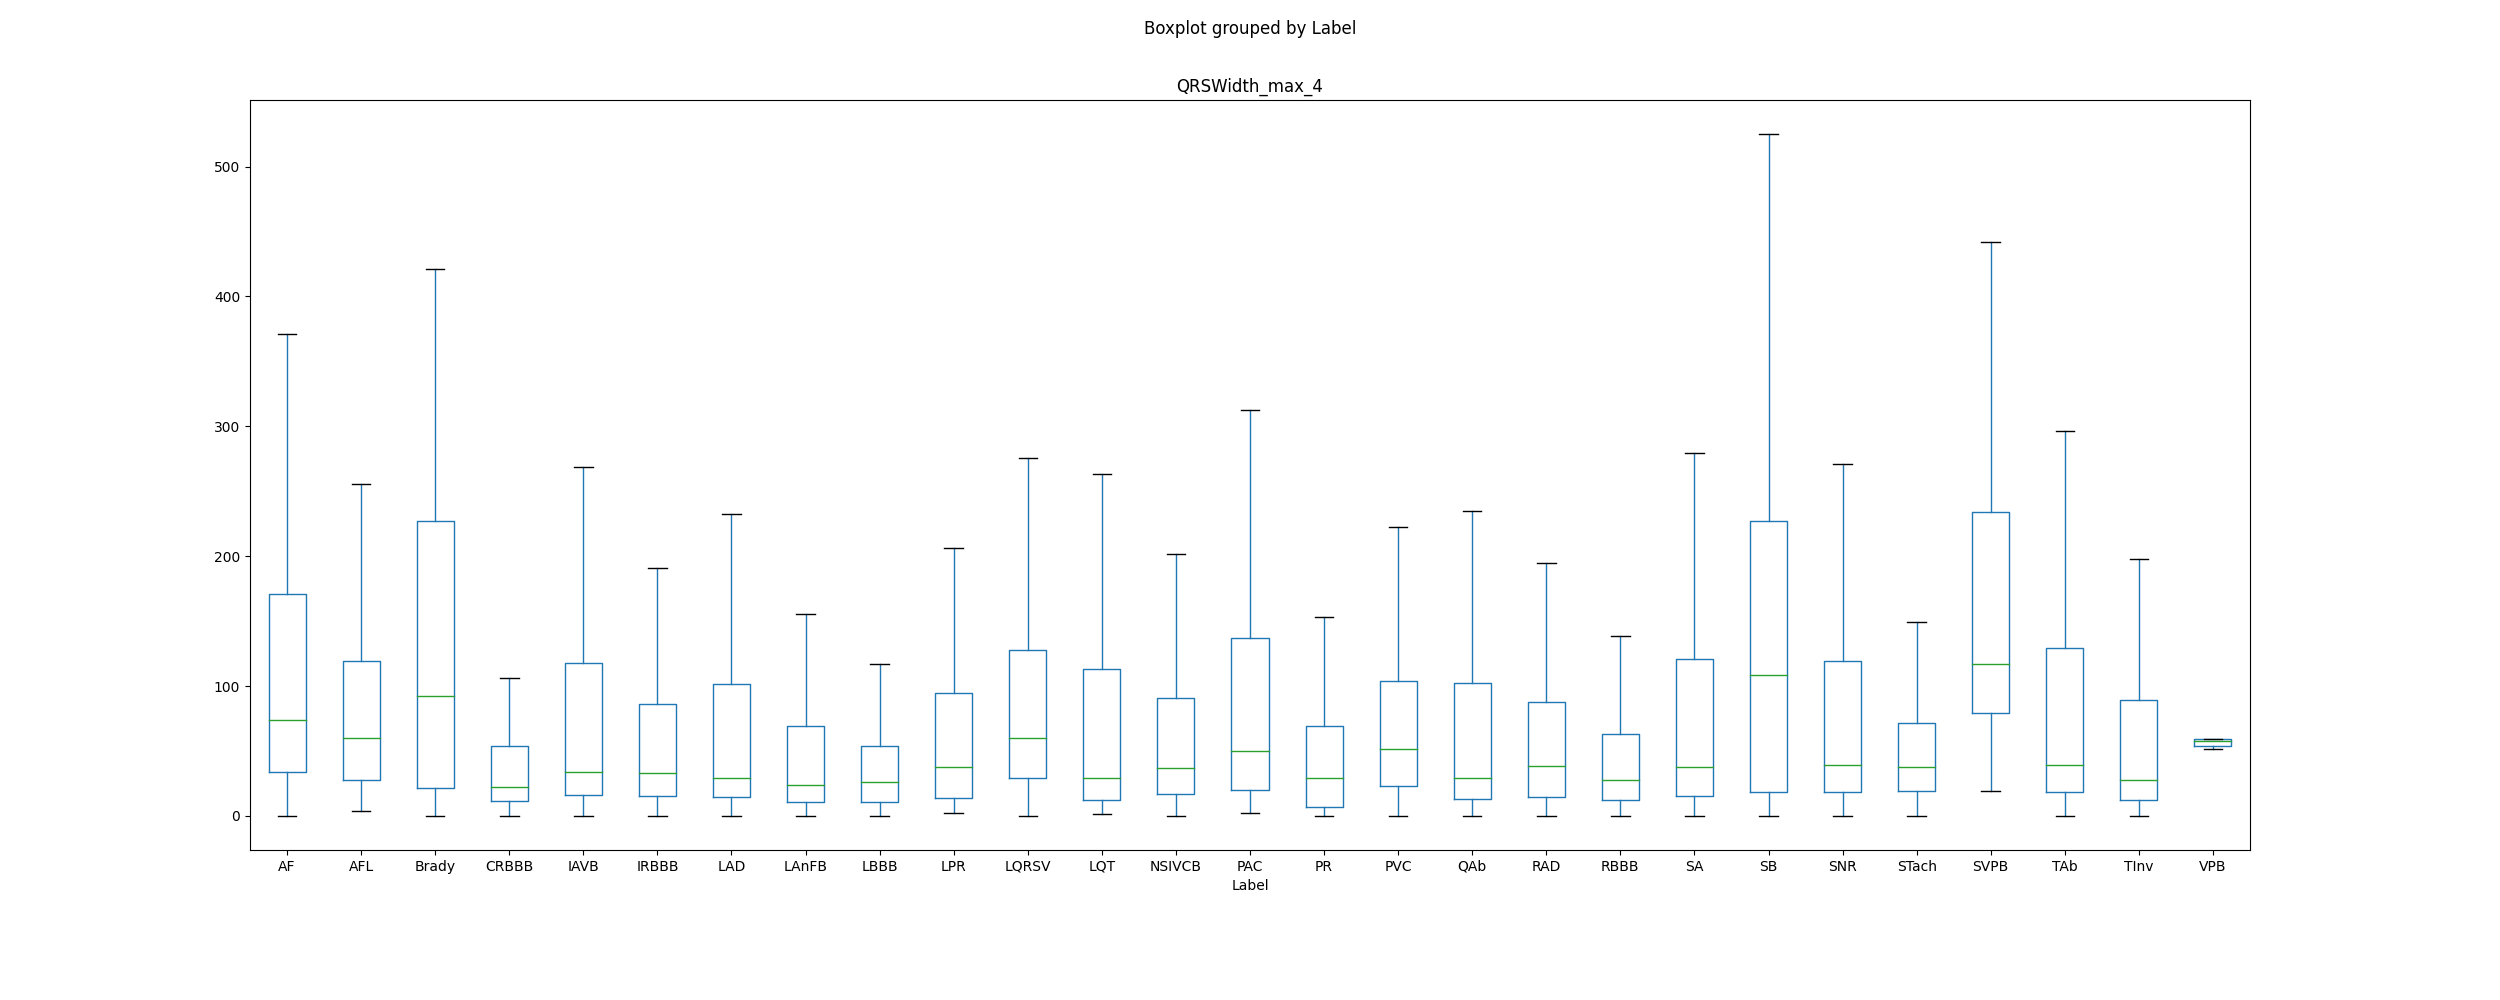 Boxplot grouped by Label
QRSWidth_max_4
500
400
300
200
100
0
AF AFL Brady CRBBB IAVB IRBBB LAD LAnFB LBBB LPR LQRSV LQT NSIVCB PAC PR PVC QAb RAD RBBB SA SB SNR STach SVPB TAb TInv VPB
Label